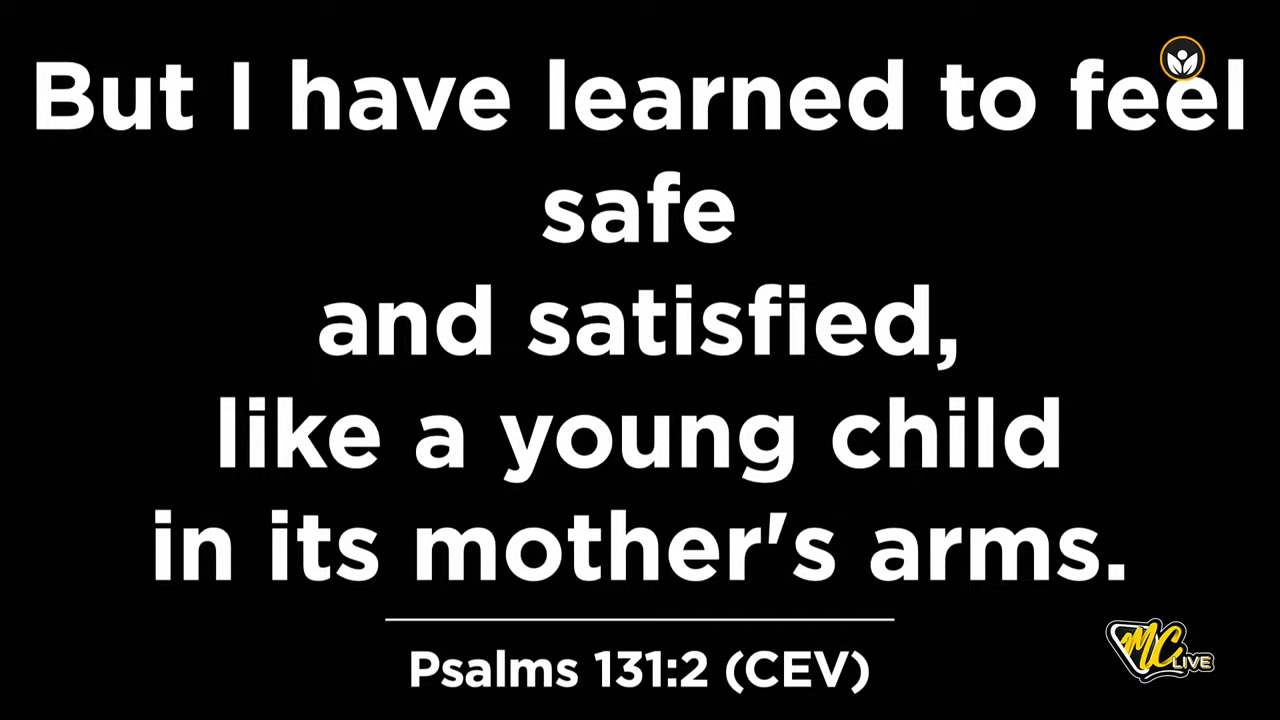 But I have learned to feel
safe
and satisfied,
like a young child
in its mother's arms.
Psalms 131:2 (CEV)
MC
LIVE